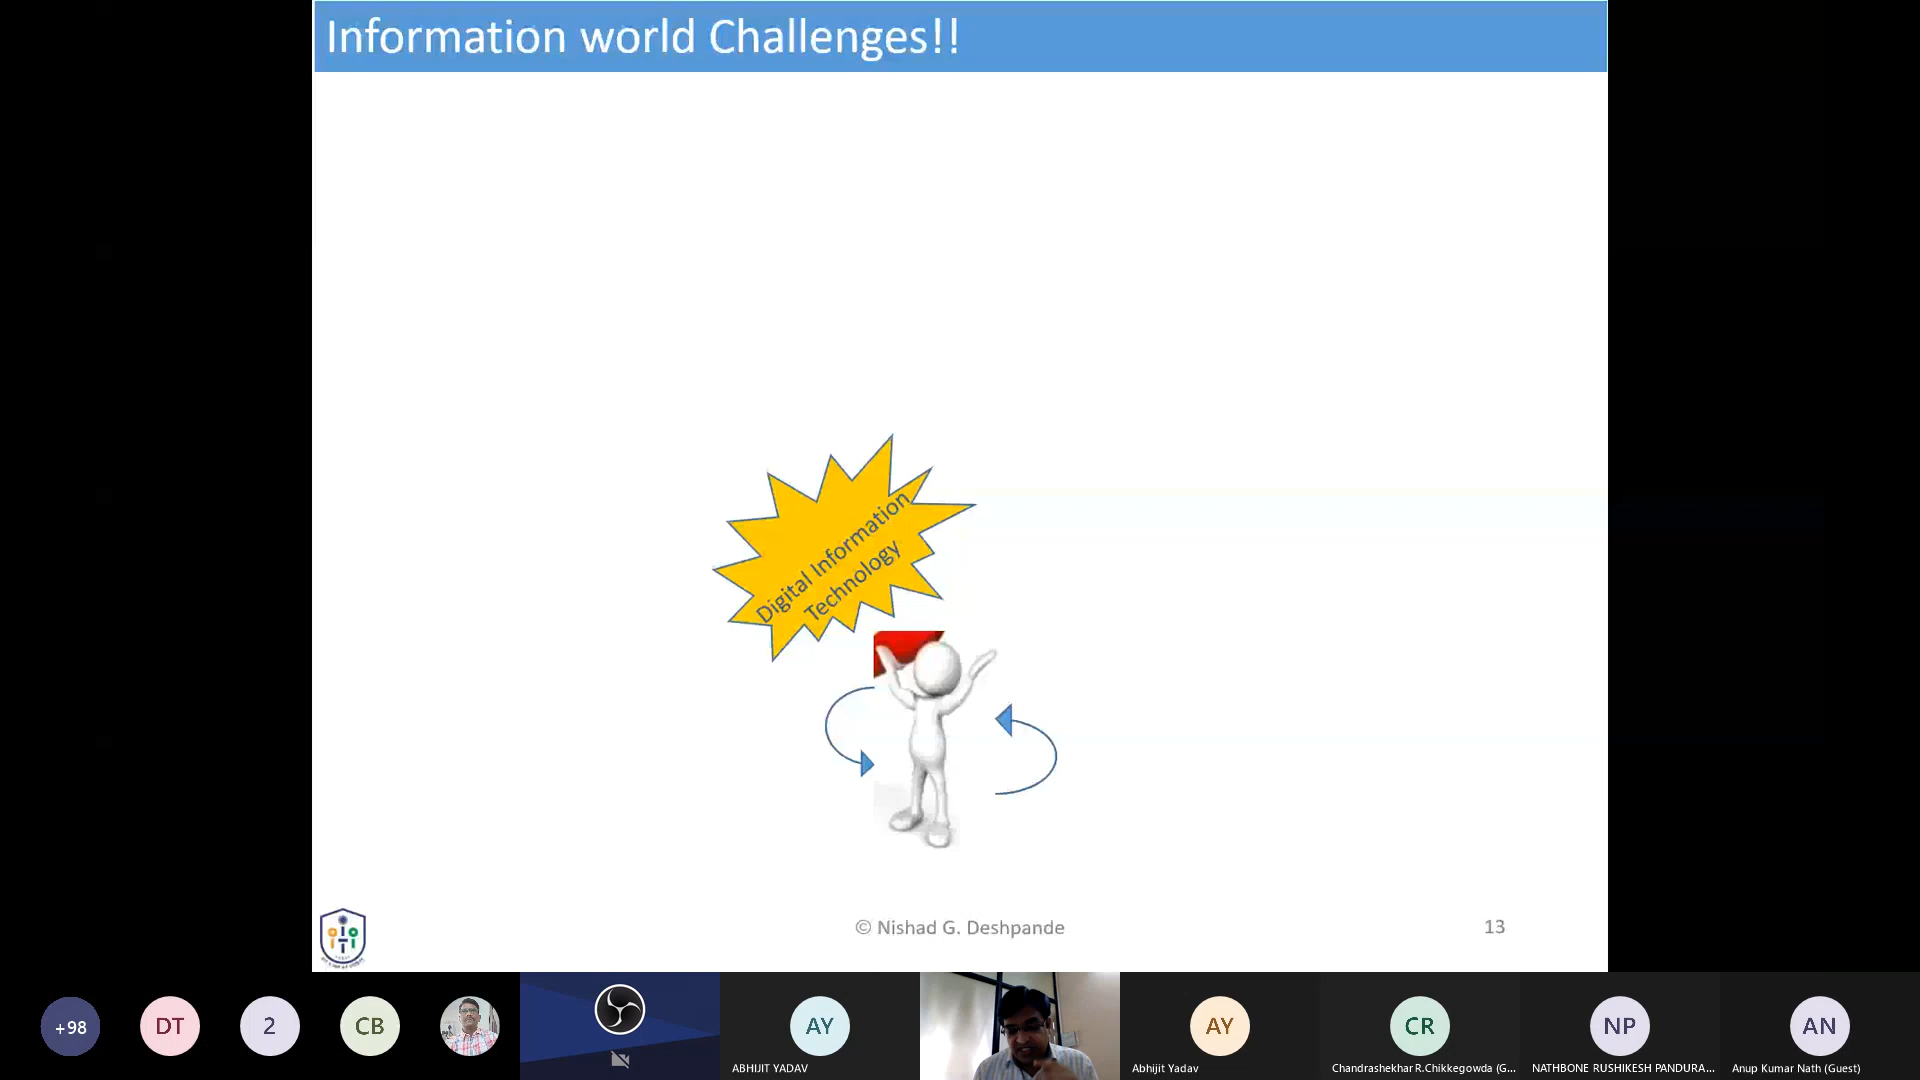 Information world Challenges!!
Digital Information
Technology
© Nishad G. Deshpande
13
+98
DT
2
CB
AY
AY
CR
NP
AN
ABHIJIT YADAV
Abhijit Yadav
Chandrashekhar R.Chikkegowda (G...
NATHBONE RUSHIKESH PANDURA...
Anup Kumar Nath (Guest)